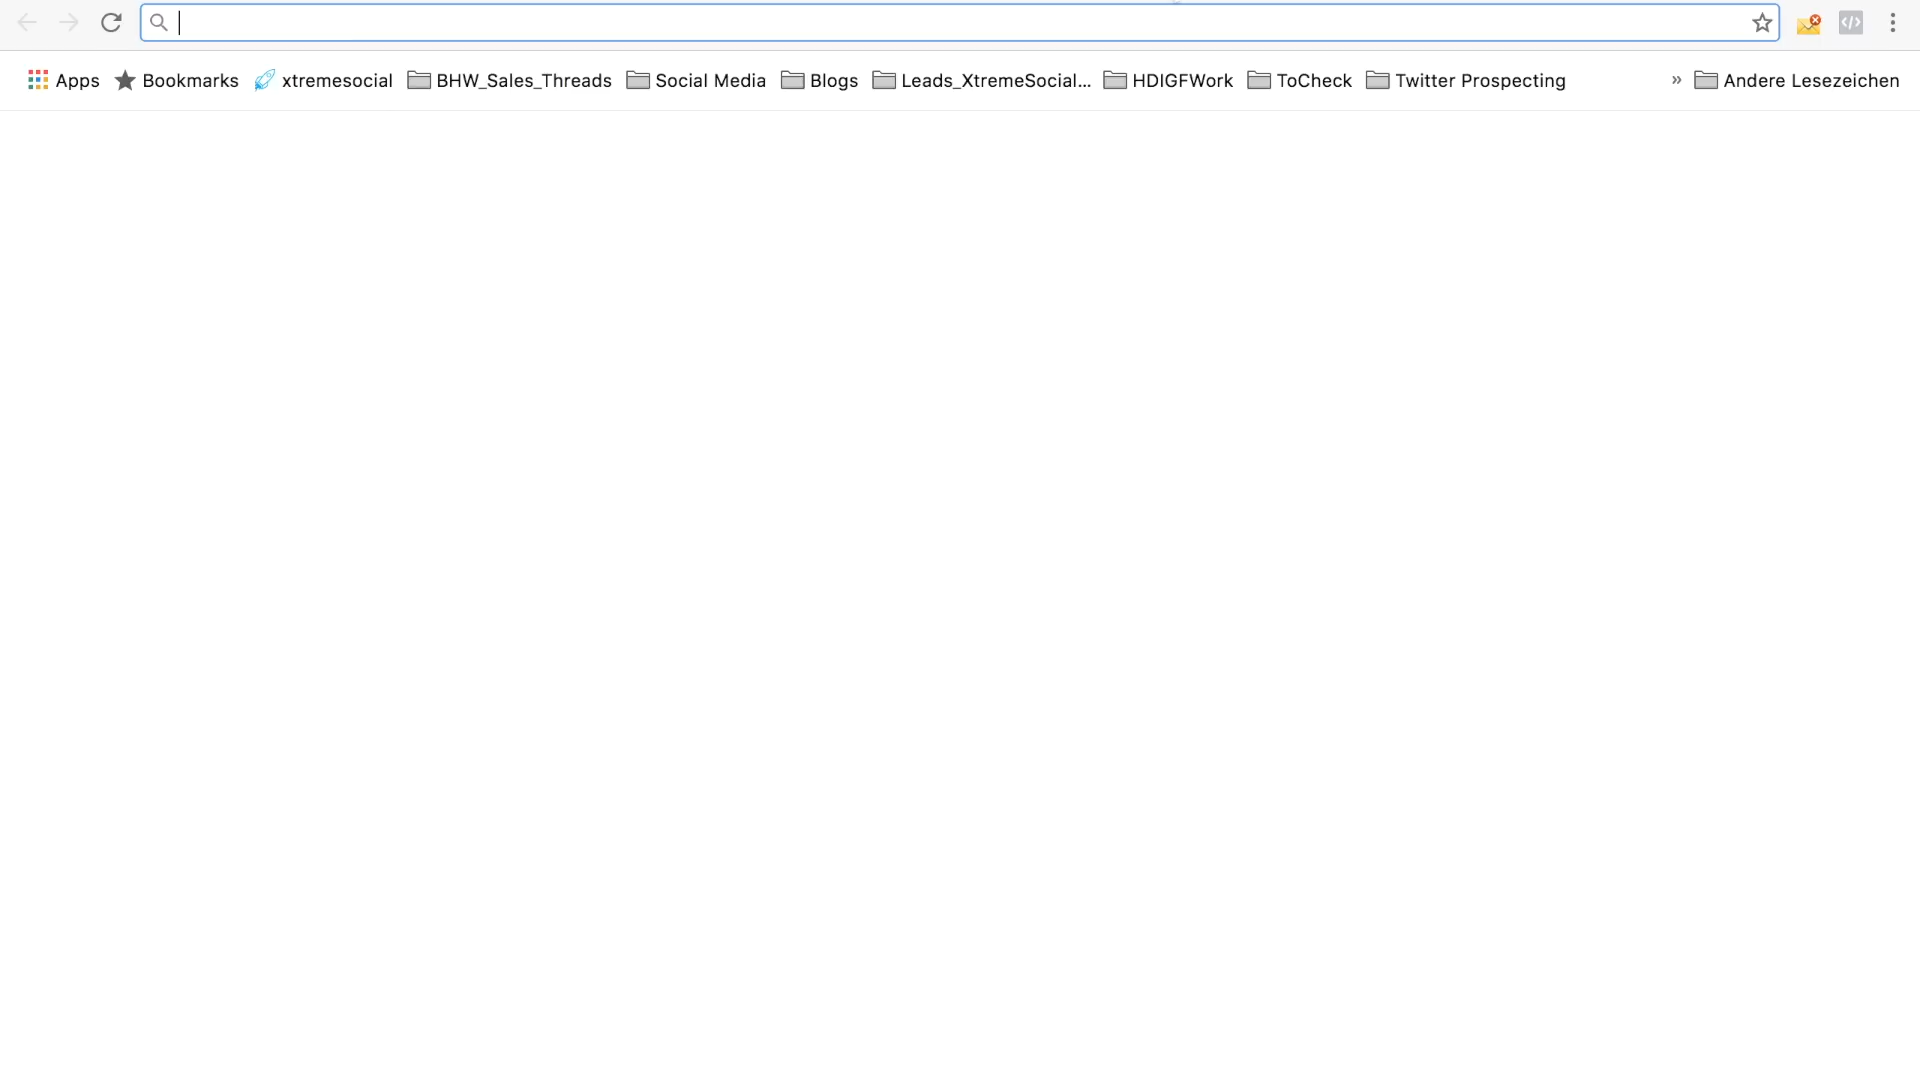 Apps Bookmarks xtremesocial BHW_Sales_Threads Social Media Blogs Leads_XtremeSocial... HDIGFWork ToCheck Twitter Prospecting » Andere Lesezeichen